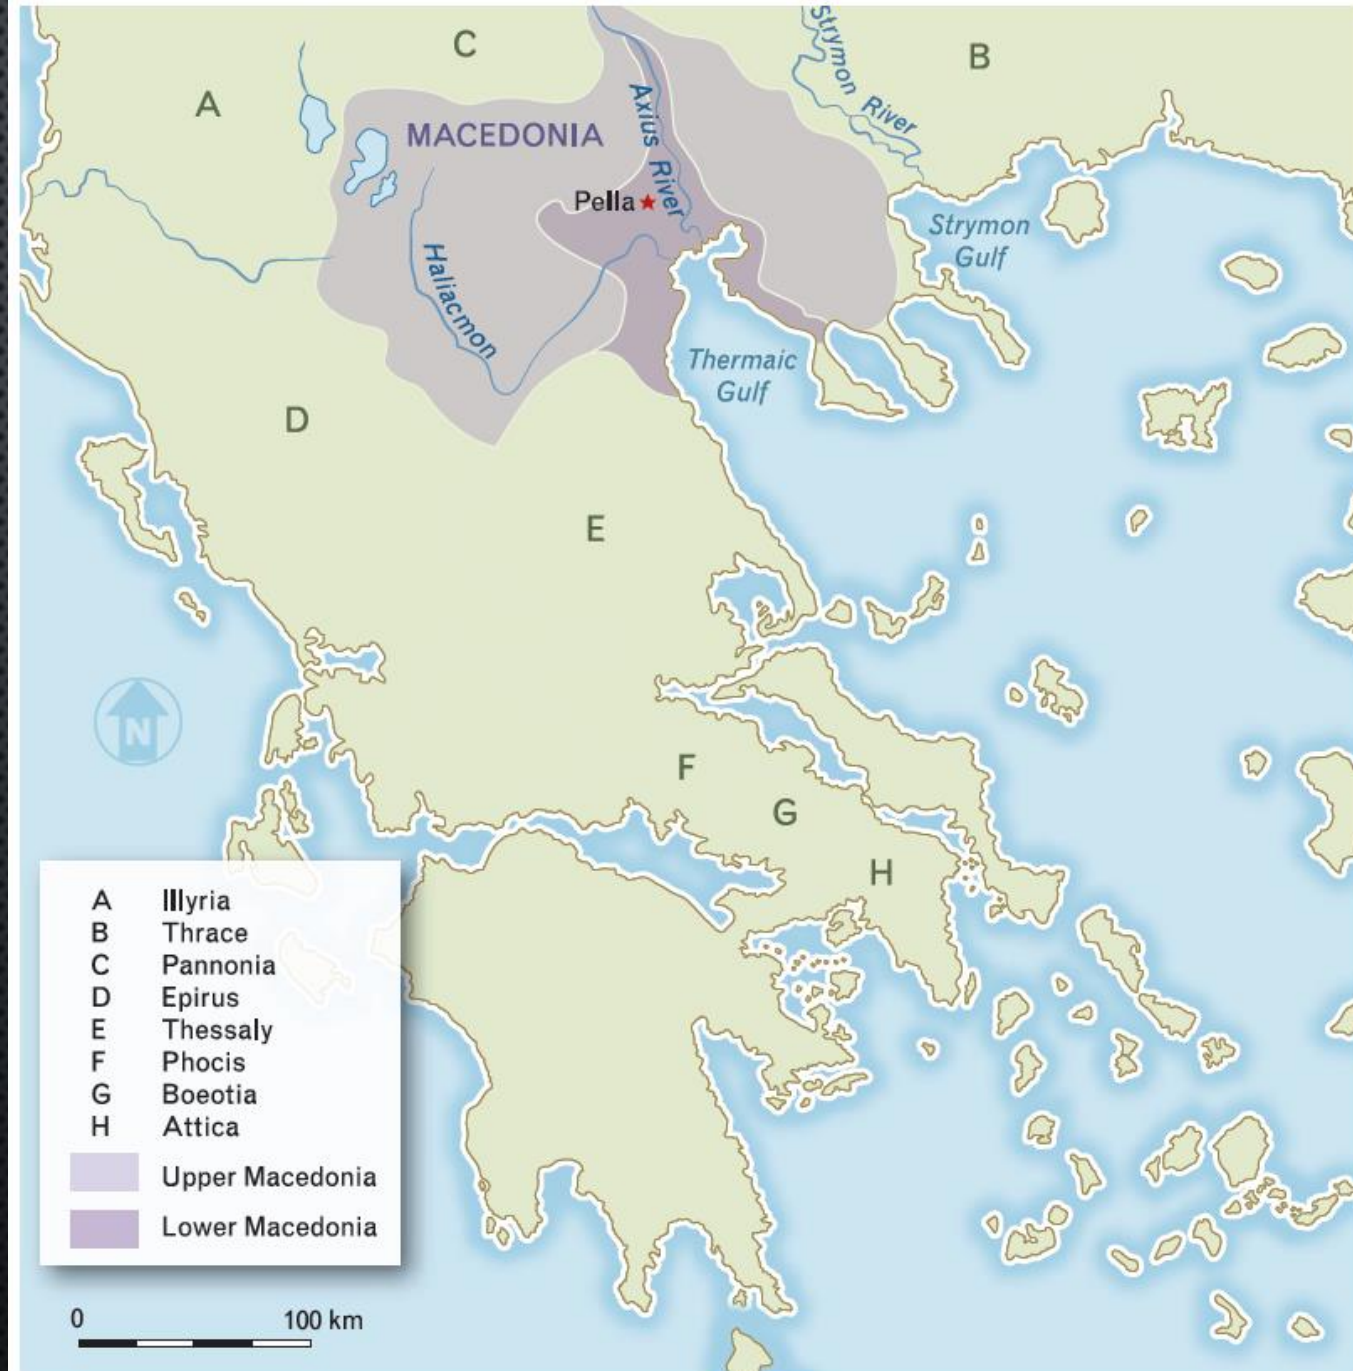 C
B
A
Strymon River
Axius River
MACEDONIA
Pella
Haliacmon
Strymon
Gulf
Thermaic
Gulf
D
E
N
F
G
H
A Illyria
B Thrace
C Pannonia
D Epirus
E Thessaly
F Phocis
G Boeotia
H Attica
Upper Macedonia
Lower Macedonia
0 100 km